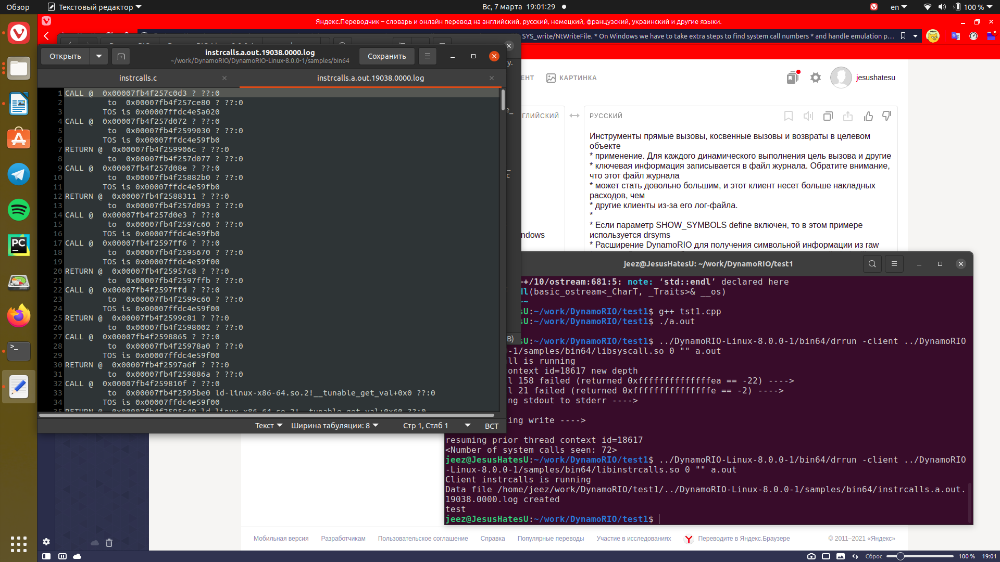 Обзор
Текстовый редактор
Вс, 7 марта 19:01:29
en
100 %
Яндекс.Переводчик – словарь и онлайн перевод на английский, русский, немецкий, французский, украинский и другие языки.
SYS_write/NtWriteFile. * On Windows we have to take extra steps to find system call numbers * and handle emulation p…
Открыть
instrcalls.a.out.19038.0000.log
~/work/DynamoRIO/DynamoRIO-Linux-8.0.0-1/samples/bin64
Сохранить
instrcalls.c
instrcalls.a.out.19038.0000.log
1 CALL @ 0x00007fb4f257c0d3 ? ??:0
2 to 0x00007fb4f257ce80 ? ??:0
3 TOS is 0x00007ffdc4e5a020
4 CALL @ 0x00007fb4f257d072 ? ??:0
5 to 0x00007fb4f2599030 ? ??:0
6 TOS is 0x00007ffdc4e59fb0
7 RETURN @ 0x00007fb4f259906c ? ??:0
8 to 0x00007fb4f257d077 ? ??:0
9 CALL @ 0x00007fb4f257d08e ? ??:0
10 to 0x00007fb4f25882b0 ? ??:0
11 TOS is 0x00007ffdc4e59fb0
12 RETURN @ 0x00007fb4f2588311 ? ??:0
13 to 0x00007fb4f257d093 ? ??:0
14 CALL @ 0x00007fb4f257d0e3 ? ??:0
15 to 0x00007fb4f2597c60 ? ??:0
16 TOS is 0x00007ffdc4e59fb0
17 CALL @ 0x00007fb4f2597ff6 ? ??:0
18 to 0x00007fb4f2595670 ? ??:0
19 TOS is 0x00007ffdc4e59f00
20 RETURN @ 0x00007fb4f25957c8 ? ??:0
21 to 0x00007fb4f2597ffb ? ??:0
22 CALL @ 0x00007fb4f2597ffd ? ??:0
23 to 0x00007fb4f2599c60 ? ??:0
24 TOS is 0x00007ffdc4e59f00
25 RETURN @ 0x00007fb4f2599c81 ? ??:0
26 to 0x00007fb4f2598002 ? ??:0
27 CALL @ 0x00007fb4f2598865 ? ??:0
28 to 0x00007fb4f25978a0 ? ??:0
29 TOS is 0x00007ffdc4e59f00
30 RETURN @ 0x00007fb4f2597a6f ? ??:0
31 to 0x00007fb4f259886a ? ??:0
32 CALL @ 0x00007fb4f259810f ? ??:0
33 to 0x00007fb4f2595be0 ld-linux-x86-64.so.2!__tunable_get_val+0x0 ??:0
34 TOS is 0x00007ffdc4e59f00
35 RETURN @ 0x00007fb4f2595c40 ld-linux-x86-64.so.2!__tunable_get_val+0x60 ??:0
Текст
Ширина табуляции: 8
Стр 1, Стлб 1
ВСТ
ЕНТ
КАРТИНКА
jesushatesu
ГЛИЙСКИЙ
РУССКИЙ
ndows
Инструменты прямые вызовы, косвенные вызовы и возвраты в целевом
объекте
* применение. Для каждого динамического выполнения цель вызова и другие
* ключевая информация записывается в файл журнала. Обратите внимание,
что этот файл журнала
* может стать довольно большим, и этот клиент несет больше накладных
расходов, чем
* другие клиенты из-за его лог-файла.
*
* Если параметр SHOW_SYMBOLS define включен, то в этом примере
используется drsyms
* Расширение DynamoRIO для получения символьной информации из raw
jeez@JesusHatesU: ~/work/DynamoRIO/test1
+/10/ostream:681:5: note: ‘std::endl’ declared here
l(basic_ostream<_CharT, _Traits>& __os)
~~
sU:~/work/DynamoRIO/test1$ g++ tst1.cpp
sU:~/work/DynamoRIO/test1$ ./a.out
sU:~/work/DynamoRIO/test1$ ../DynamoRIO-Linux-8.0.0-1/bin64/drrun -client ../DynamoRIO
0-1/samples/bin64/libsyscall.so 0 "" a.out
ll is running
ontext id=18617 new depth
l 158 failed (returned 0xffffffffffffffea == -22) ---->
l 21 failed (returned 0xfffffffffffffffe == -2) ---->
ng stdout to stderr ---->
ing write ---->
resuming prior thread context id=18617
<Number of system calls seen: 72>
jeez@JesusHatesU:~/work/DynamoRIO/test1$ ../DynamoRIO-Linux-8.0.0-1/bin64/drrun -client ../DynamoRIO
-Linux-8.0.0-1/samples/bin64/libinstrcalls.so 0 "" a.out
Client instrcalls is running
Data file /home/jeez/work/DynamoRIO/test1/../DynamoRIO-Linux-8.0.0-1/samples/bin64/instrcalls.a.out.
19038.0000.log created
test
jeez@JesusHatesU:~/work/DynamoRIO/test1$
Мобильная версия
Разработчикам
Пользовательское соглашение
Справка
Популярные переводы
Участие в исследованиях
Переводите в Яндекс.Браузере
© 2011–2021 «Яндекс»
Сброс
100 %
19:01